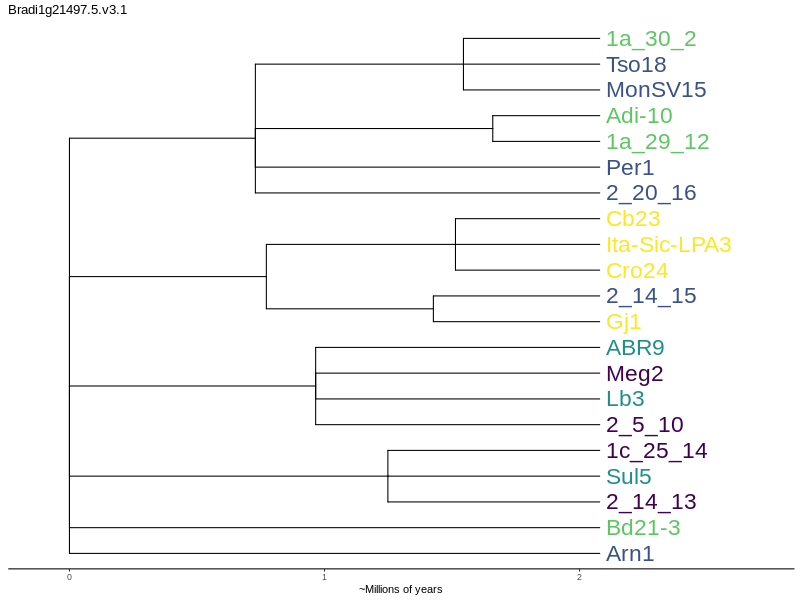 Bradi1g21497.5.v3.1
1a_30_2
Tso18
MonSV15
Adi-10
1a_29_12
Per1
2_20_16
Cb23
Ita-Sic-LPA3
Cro24
2_14_15
Gj1
ABR9
Meg2
Lb3
2_5_10
1c_25_14
Sul5
2_14_13
Bd21-3
Arn1
0 1 2
~Millions of years